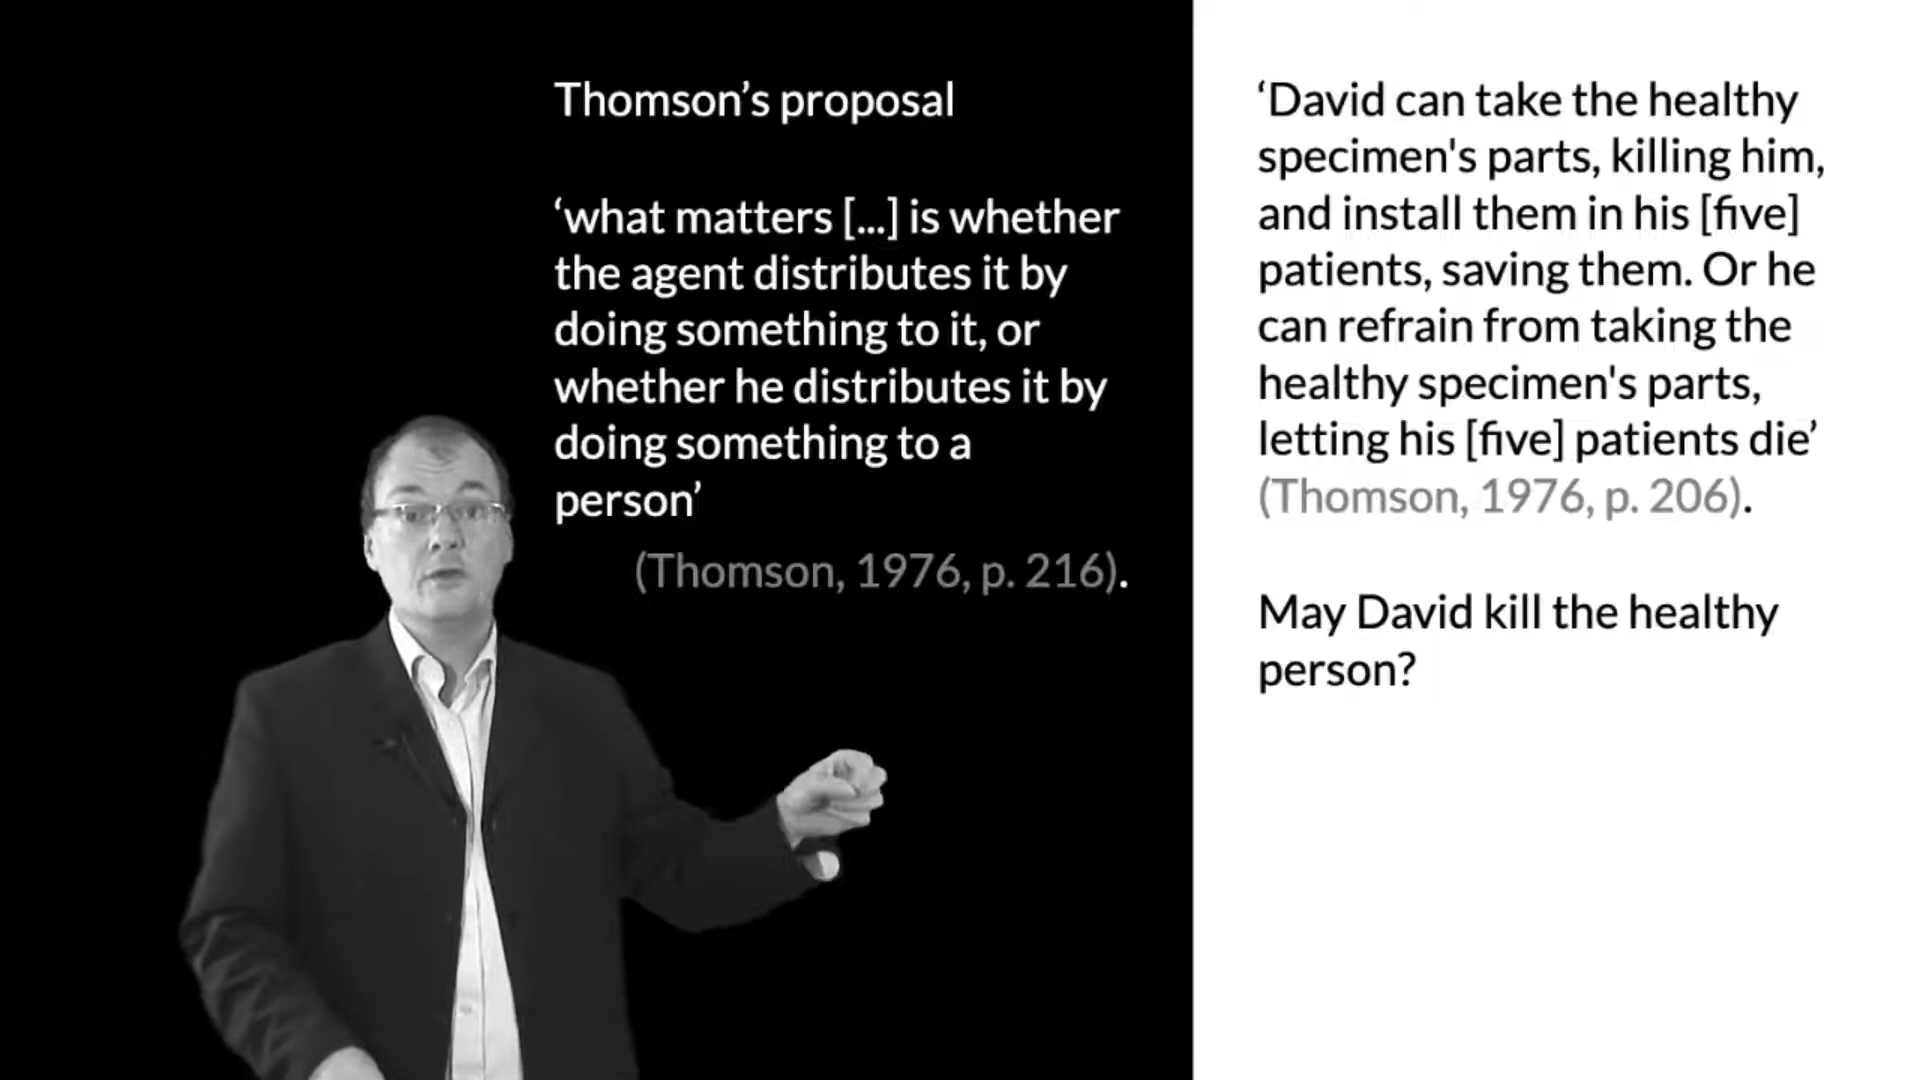 Thomson’s proposal
‘what matters [...] is whether
the agent distributes it by
doing something to it, or
whether he distributes it by
doing something to a
person’
(Thomson, 1976, p. 216).
‘David can take the healthy
specimen's parts, killing him,
and install them in his [five]
patients, saving them. Or he
can refrain from taking the
healthy specimen's parts,
letting his [five] patients die’
(Thomson, 1976, p. 206).
May David kill the healthy
person?